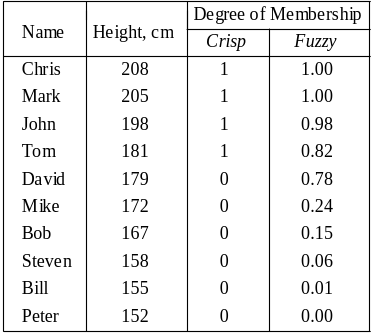 Name Height, cm Degree of Membership
Crisp Fuzzy
Chris 208 1 1.00
Mark 205 1 1.00
John 198 1 0.98
Tom 181 1 0.82
David 179 0 0.78
Mike 172 0 0.24
Bob 167 0 0.15
Steven 158 0 0.06
Bill 155 0 0.01
Peter 152 0 0.00